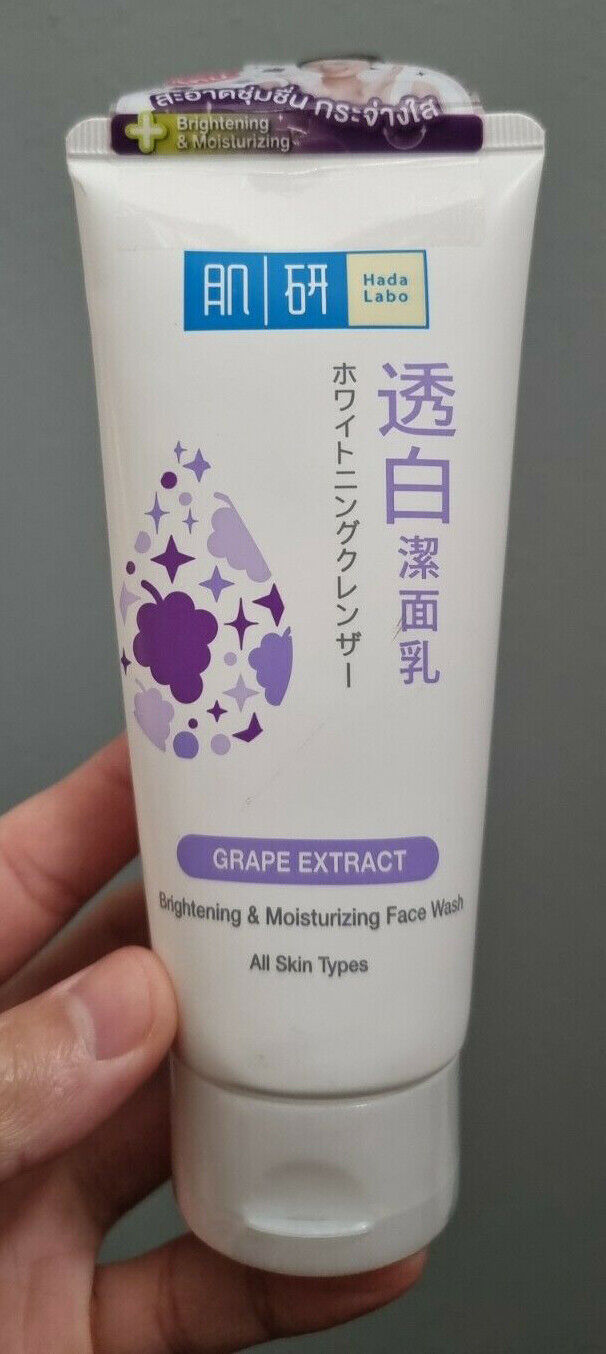 สะอาดชุ่มชื่น กระจ่างใส
Brightening
& Moisturizing
肌研
Hada
Labo
透白潔面乳
ホワイトニングクレンザー
GRAPE EXTRACT
Brightening & Moisturizing Face Wash
All Skin Types